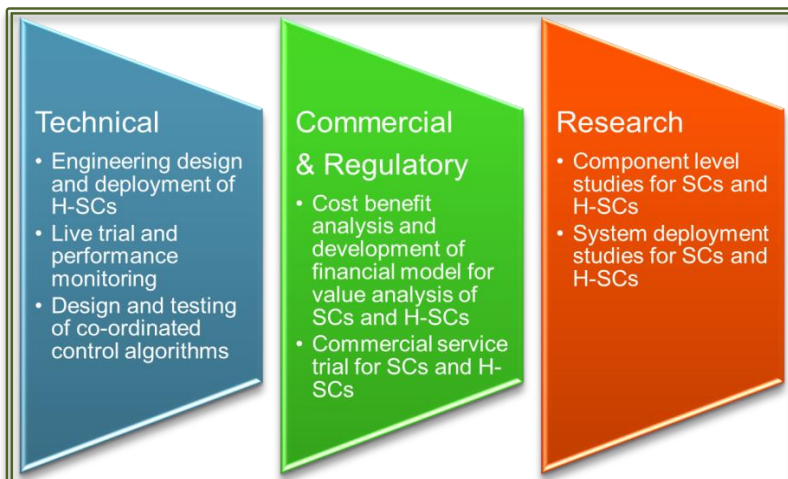 Technical
• Engineering design
and deployment of
H-SCs
• Live trial and
performance
monitoring
• Design and testing
of co-ordinated
control algorithms
Commercial
& Regulatory
• Cost benefit
analysis and
development of
financial model for
value analysis of
SCs and H-SCs
• Commercial service
trial for SCs and H-
SCs
Research
• Component level
studies for SCs and
H-SCs
• System deployment
studies for SCs and
H-SCs